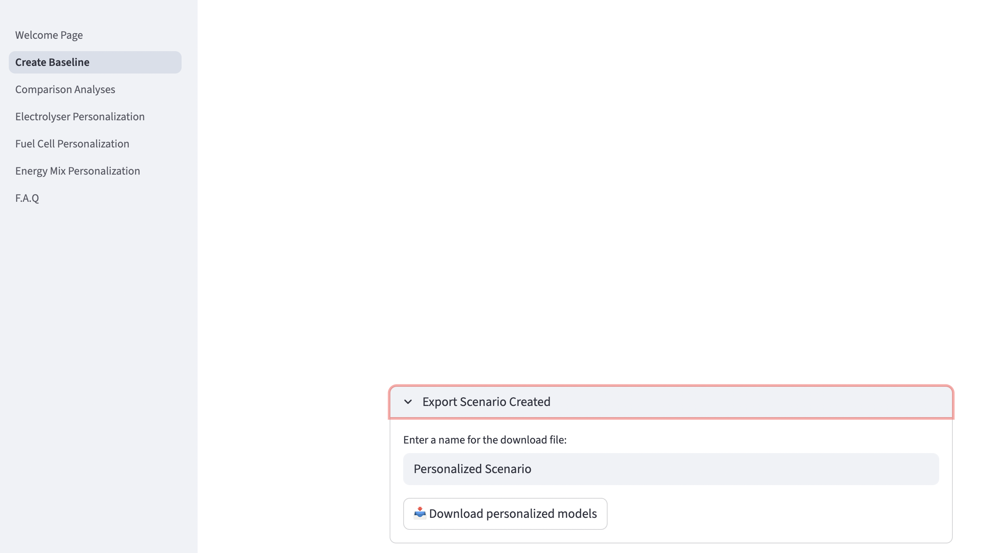 Welcome Page
Create Baseline
Comparison Analyses
Electrolyser Personalization
Fuel Cell Personalization
Energy Mix Personalization
F.A.Q
Export Scenario Created
Enter a name for the download file:
Personalized Scenario
Download personalized models